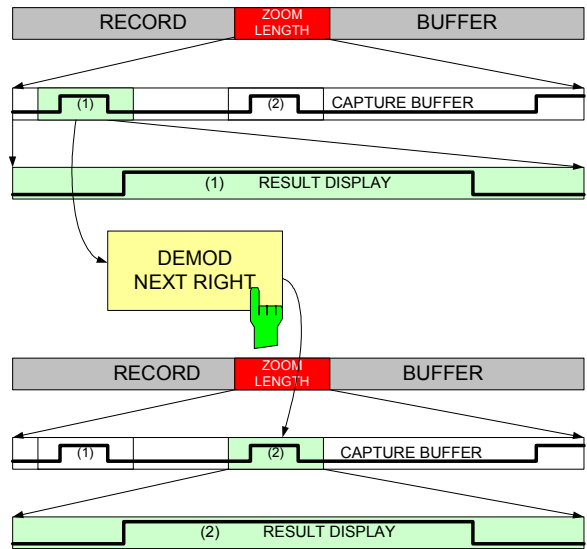 RECORD ZOOM LENGTH BUFFER
(1) (2) CAPTURE BUFFER
(1) RESULT DISPLAY
DEMOD
NEXT RIGHT
RECORD ZOOM LENGTH BUFFER
(1) (2) CAPTURE BUFFER
(2) RESULT DISPLAY